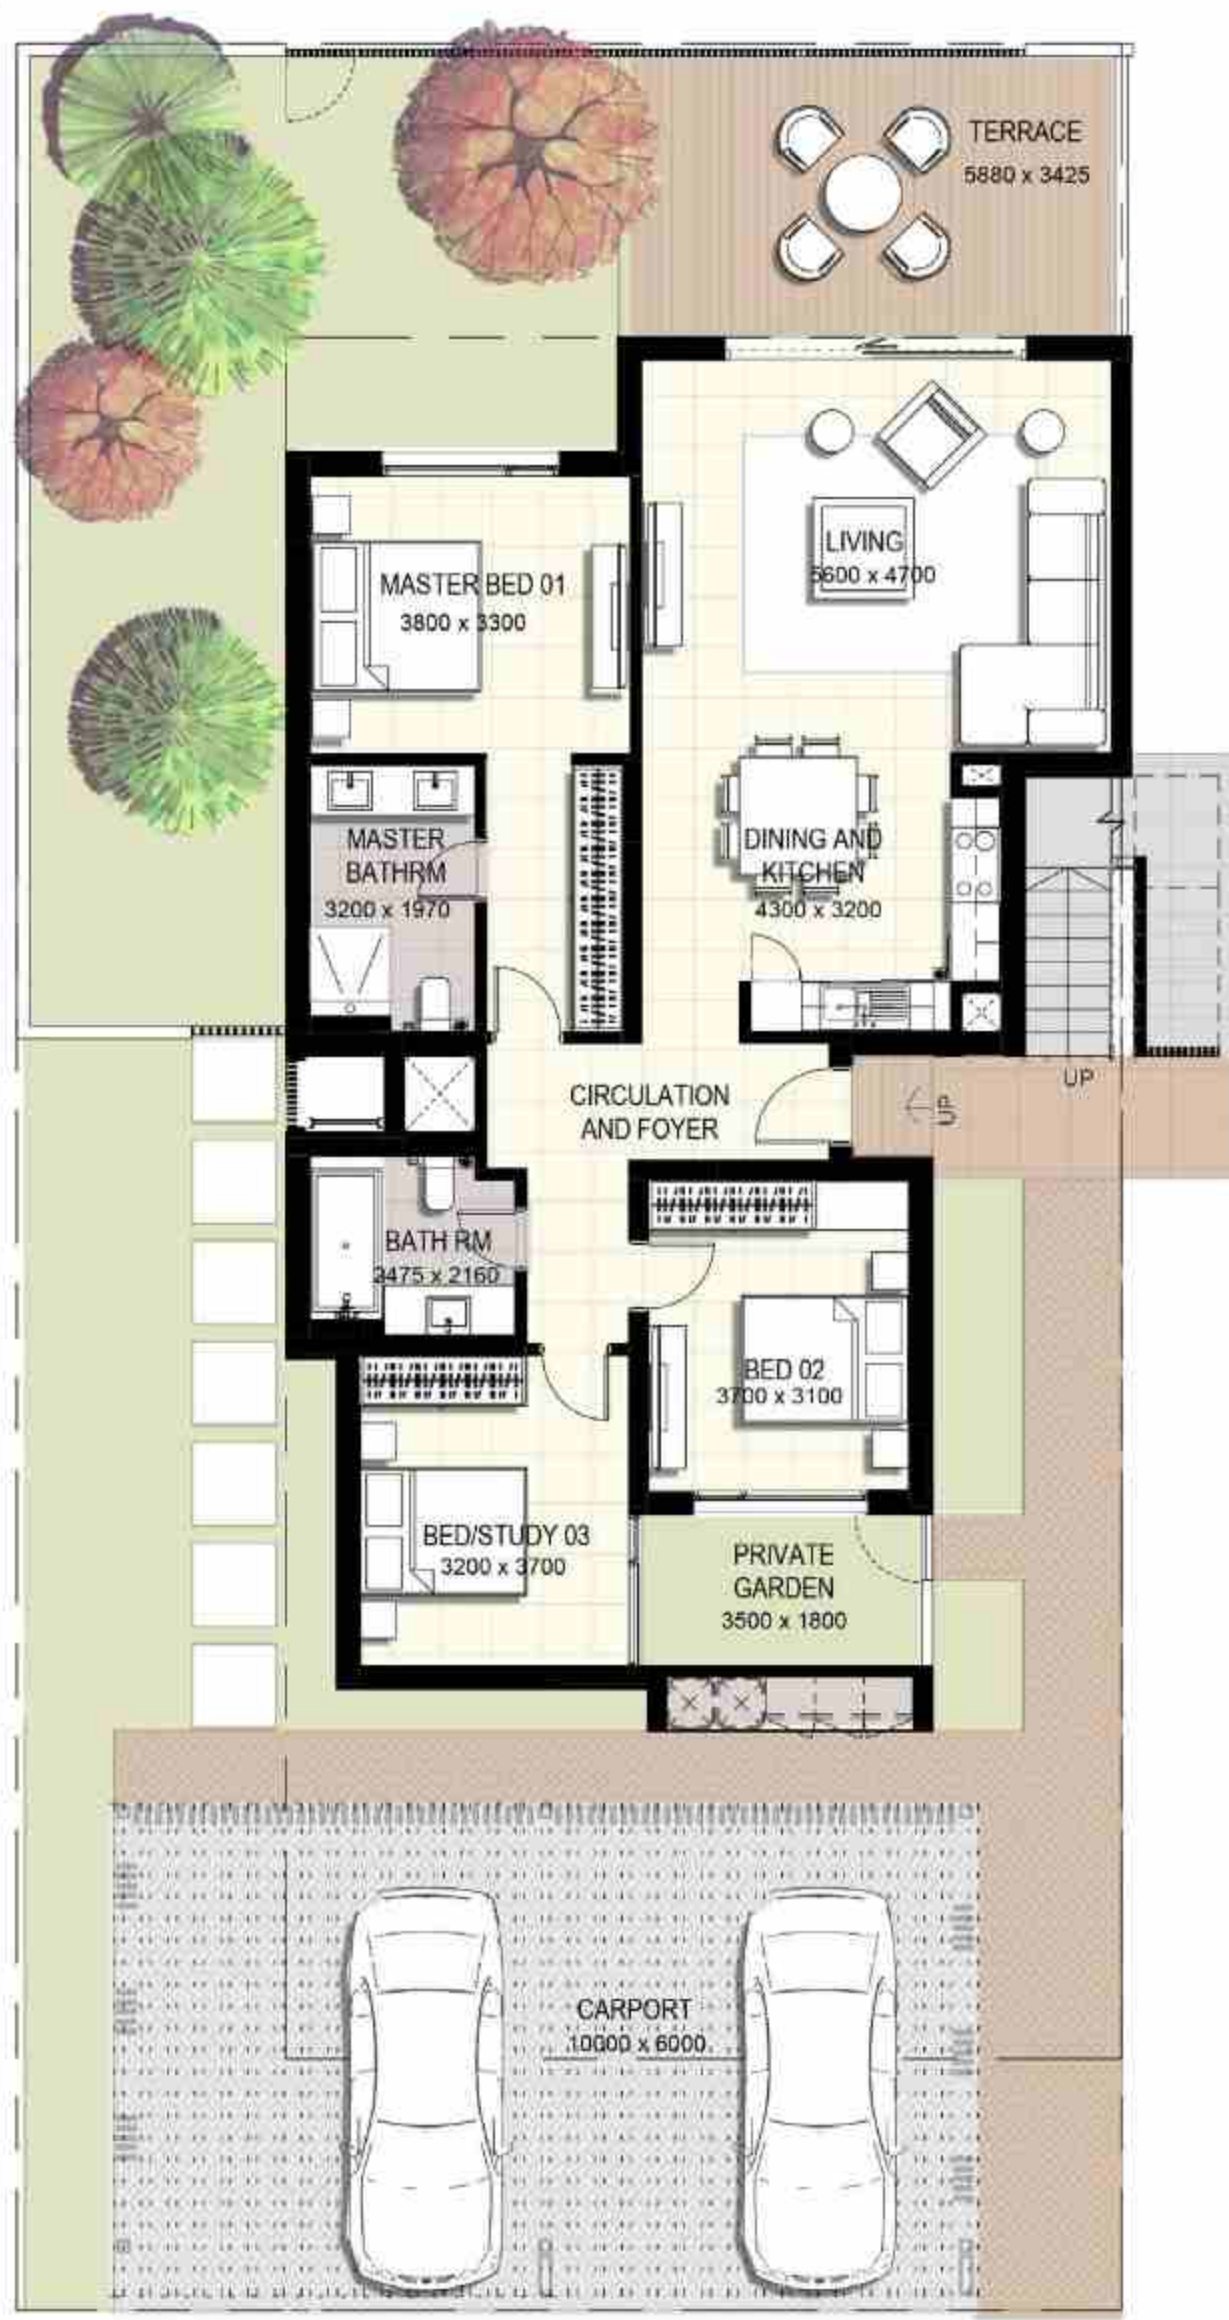 TERRACE
5880 x 3425
LIVING
5600 x 4700
MASTER BED 01
3800 x 3300
MASTER
BATHRM
3200 x 1970
DINING AND
KITCHEN
4300 x 3200
CIRCULATION
AND FOYER
UP
UP
BATH RM
2475 x 2160
BED 02
3700 x 3100
BED/STUDY 03
3200 x 3700
PRIVATE
GARDEN
3500 x 1800
CARPORT
10000 x 6000